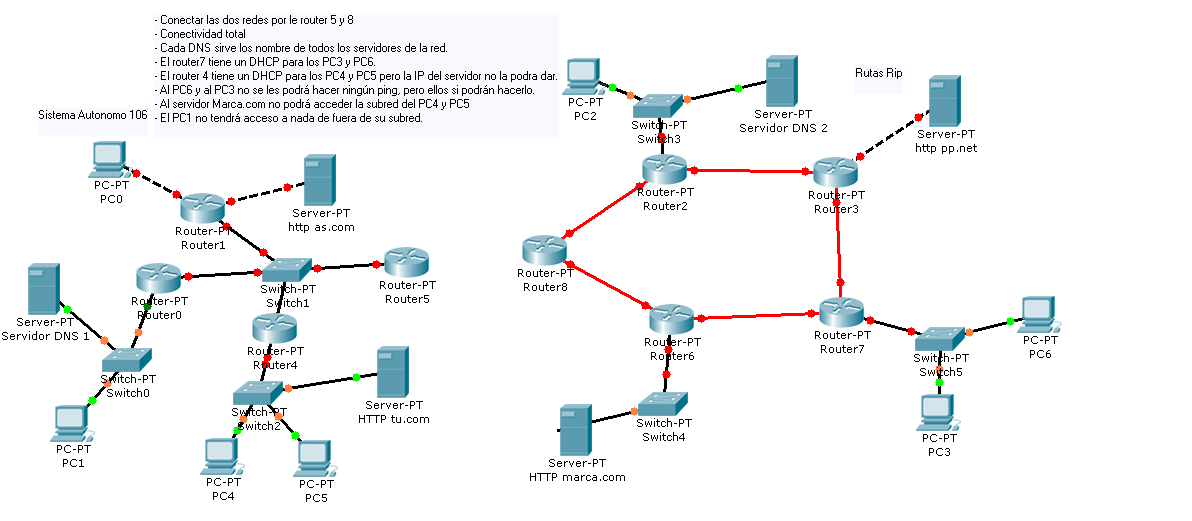 - Conectar las dos redes por le router 5 y 8
- Conectividad total
- Cada DNS sirve los nombre de todos los servidores de la red.
- El router7 tiene un DHCP para los PC3 y PC6.
- El router 4 tiene un DHCP para los PC4 y PC5 pero la IP del servidor no la podra dar.
- Al PC6 y al PC3 no se les podrá hacer ningún ping, pero ellos si podrán hacerlo.
- Al servidor Marca.com no podrá acceder la subred del PC4 y PC5
- El PC1 no tendrá acceso a nada de fuera de su subred.
Sistema Autonomo 106
Rutas Rip
PC-PT
PC0
Server-PT
http as.com
Router-PT
Router1
Switch-PT
Switch1
Router-PT
Router5
Router-PT
Router0
Server-PT
Servidor DNS 1
Switch-PT
Switch0
PC-PT
PC1
Router-PT
Router4
Switch-PT
Switch2
Server-PT
HTTP tu.com
PC-PT
PC4
PC-PT
PC5
PC-PT
PC2
Switch-PT
Switch3
Server-PT
Servidor DNS 2
Server-PT
http pp.net
Router-PT
Router2
Router-PT
Router3
Router-PT
Router8
Router-PT
Router6
Router-PT
Router7
Switch-PT
Switch5
PC-PT
PC6
PC-PT
PC3
Switch-PT
Switch4
Server-PT
HTTP marca.com